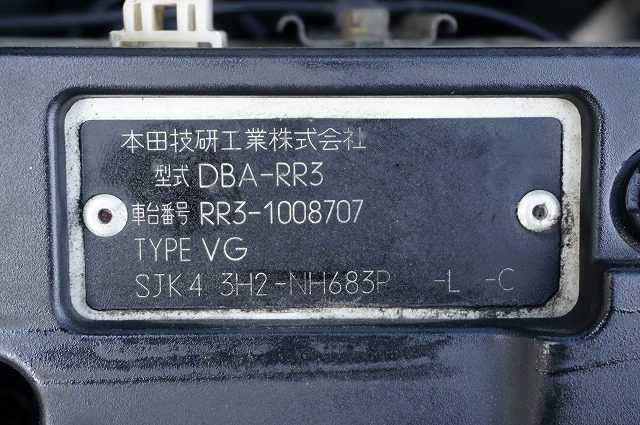 本田技研工業株式会社
型式 DBA-RR3
車台番号 RR3-1008707
TYPE VG
SJK4 3H2-NH683P -L -C